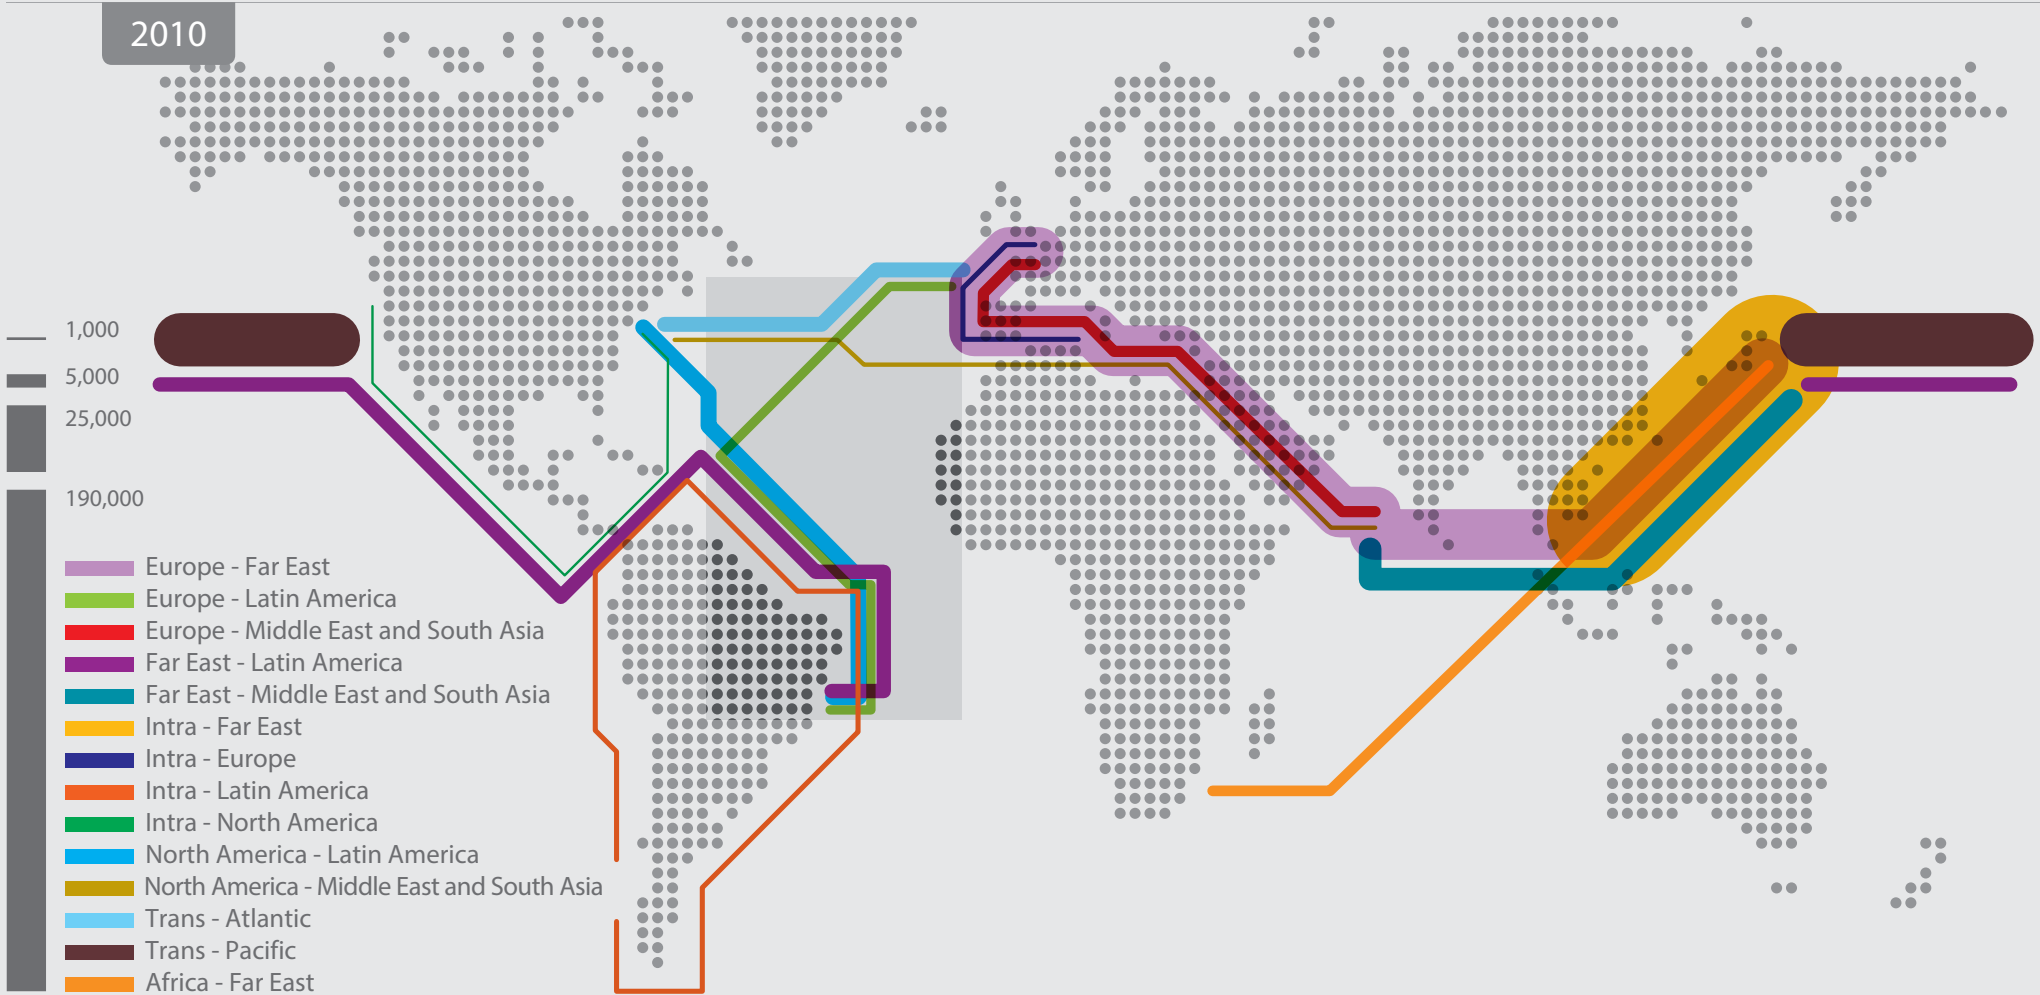 2010
1,000
5,000
25,000
190,000
Europe - Far East
Europe - Latin America
Europe - Middle East and South Asia
Far East - Latin America
Far East - Middle East and South Asia
Intra - Far East
Intra - Europe
Intra - Latin America
Intra - North America
North America - Latin America
North America - Middle East and South Asia
Trans - Atlantic
Trans - Pacific
Africa - Far East